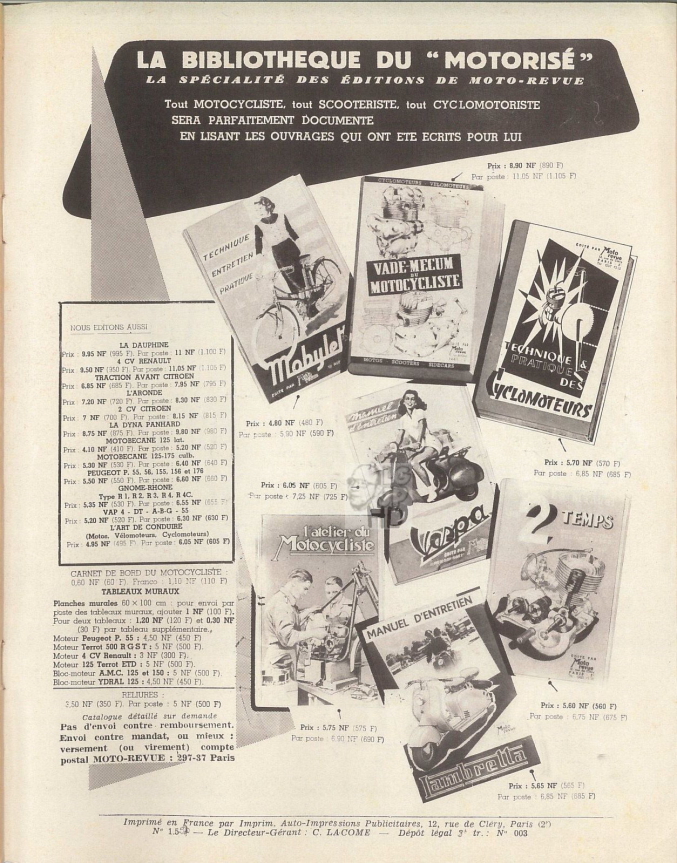 LA BIBLIOTHEQUE DU "MOTORISÉ"
LA SPÉCIALITÉ DES ÉDITIONS DE MOTO-REVUE
Tout MOTOCYCLISTE, tout SCOOTERISTE, tout CYCLOMOTORISTE
SERA PARFAITEMENT DOCUMENTE
EN LISANT LES OUVRAGES QUI ONT ETE ECRITS POUR LUI
Prix : 8,90 NF (890 F)
Par poste : 11,05 NF (1.105 F)
TECHNIQUE
ENTRETIEN
PRATIQUE
Mobylette
CYCLOMOTEURS VELOMOTEURS
VADE-MECUM
DU
MOTOCYCLISTE
MOTOS SCOOTERS SIDECARS
EDITÉ PAR Moto revue
TECHNIQUE &
PRATIQUE
DES
CYCLOMOTEURS
Prix : 4.80 NF (480 F)
Par poste : 5,90 NF (590)
Prix : 5.70 NF (570)
Par poste : 6,85 NF (685)
NOUS EDITONS AUSSI
LA DAUPHINE
Prix : 9.95 NF (995 F). Par poste : 11 NF (1.100 F)
4 CV RENAULT
Prix : 9.50 NF (950 F). Par poste : 11,05 NF (1.105 F)
TRACTION AVANT CITROEN
Prix : 6.85 NF (685 F). Par poste : 7.95 NF (795 F)
L'ARONDE
Prix : 7,20 NF (720 F). Par poste : 8,30 NF (830 F)
2 CV CITROEN
Prix : 7 NF (700 F). Par poste : 8.15 NF (815 F)
LA DYNA PANHARD
Prix : 8,75 NF (875 F). Par poste : 9,80 NF (980 F)
MOTOBECANE 125 lat.
Prix : 4,10 NF (410 F). Par poste : 5.20 NF (520 F)
MOTOBECANE 125-175 culb.
Prix : 5,30 NF (530 F). Par poste : 6.40 NF (640 F)
PEUGEOT P. 55, 56, 155, 156 et 176
Prix : 5,50 NF (550 F). Par poste : 6.60 NF (660 F)
GNOME-RHONE
Type R 1, R 2, R 3, R 4, R 4C.
Prix : 5,35 NF (530 F). Par poste : 6.55 NF (655 F)
VAP 4 - DT - A-B-G - 55
Prix : 5,20 NF (520 F). Par poste : 6,30 NF (630 F)
L'ART DE CONDUIRE
(Motos, Vélomoteurs, Cyclomoteurs)
Prix : 4.95 NF (495 F). Par poste : 6,05 NF (605 F)
Manuel
d'entretien
Vespa
Prix : 6.05 NF (605 F)
Par poste : 7,25 NF (725 F)
l'atelier du
Motocycliste
2 TEMPS
MANUEL D'ENTRETIEN
Lambretta
CARNET DE BORD DU MOTOCYCLISTE :
0,60 NF (60 F). Franco : 1,10 NF (110 F)
TABLEAUX MURAUX
Planches murales 60 × 100 cm : pour envoi par
poste des tableaux muraux, ajouter 1 NF (100 F).
Pour deux tableaux : 1,20 NF (120 F) et 0.30 NF
(30 F) par tableau supplémentaire.
Moteur Peugeot P. 55 : 4,50 NF (450 F)
Moteur Terrot 500 R G S T : 5 NF (500 F).
Moteur 4 CV Renault : 3 NF (300 F).
Moteur 125 Terrot ETD : 5 NF (500 F).
Bloc-moteur A.M.C. 125 et 150 : 5 NF (500 F).
Bloc-moteur YDRAL 125 : 4,50 NF (450 F).
RELIURES :
3,50 NF (350 F). Par poste : 5 NF (500 F)
Catalogue détaillé sur demande
Pas d'envoi contre remboursement.
Envoi contre mandat, ou mieux :
versement (ou virement) compte
postal MOTO-REVUE : 297-37 Paris
Prix : 5,75 NF (575 F)
Par poste : 6,90 NF (690 F)
Prix : 5.60 NF (560 F)
Par poste : 6,75 NF (675 F)
Prix : 5,65 NF (565 F)
Par poste : 6,85 NF (685 F)
Imprimé en France par Imprim. Auto-Impressions Publicitaires, 12, rue de Cléry, Paris (2e)
Le Directeur-Gérant : C. LACOME — Dépôt légal 3e tr. : N° 003